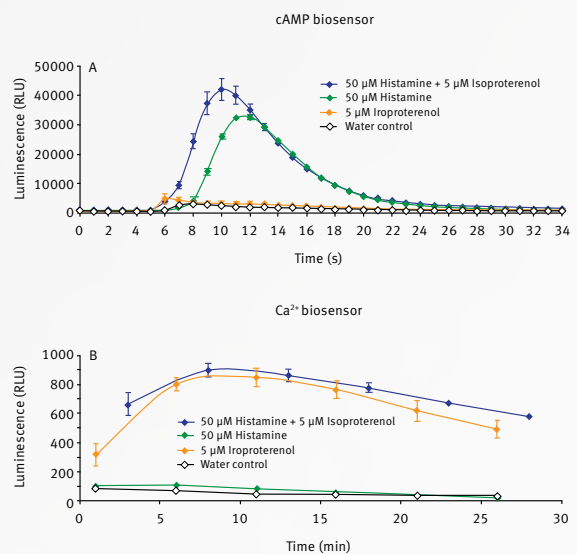 cAMP biosensor
A
50000
40000
30000
20000
10000
0
Luminescence (RLU)
50 µM Histamine + 5 µM Isoproterenol
50 µM Histamine
5 µM Iroproterenol
Water control
0 2 4 6 8 10 12 14 16 18 20 22 24 26 28 30 32 34
Time (s)
Ca²⁺ biosensor
B
1000
800
600
400
200
0
Luminescence (RLU)
50 µM Histamine + 5 µM Isoproterenol
50 µM Histamine
5 µM Iroproterenol
Water control
0 5 10 15 20 25 30
Time (min)